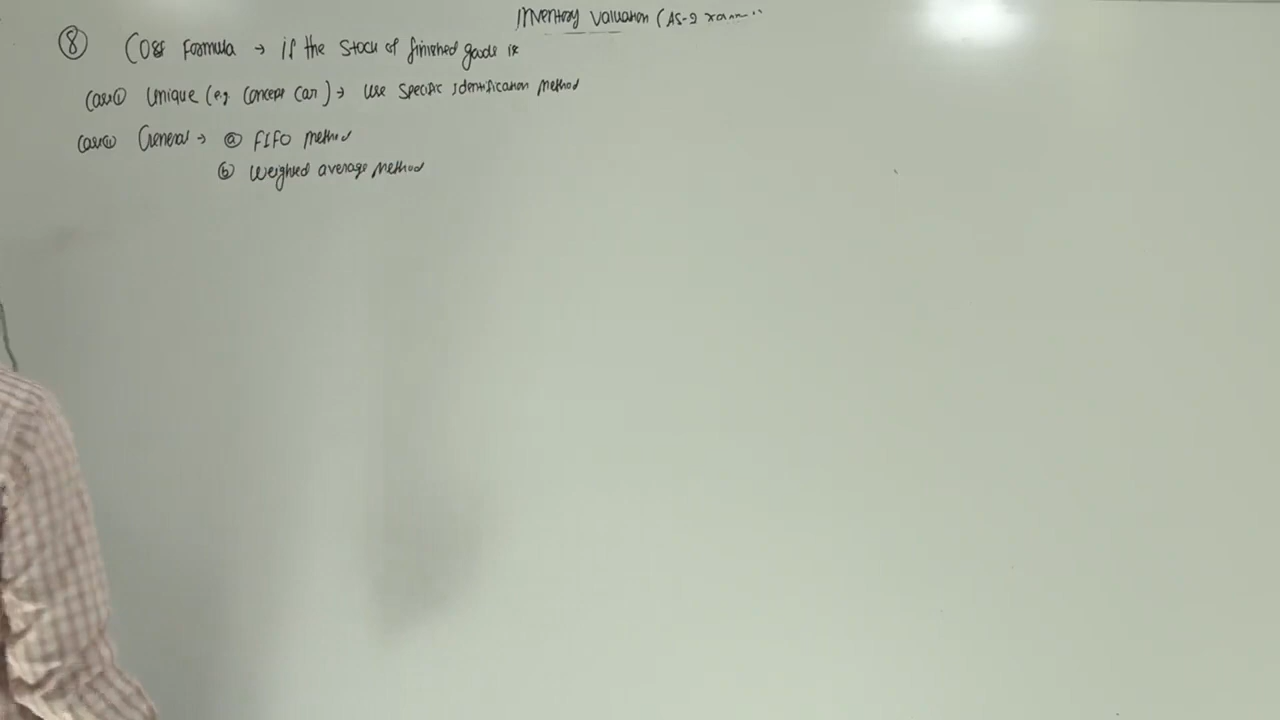 Inventory Valuation (AS-2
⑧ Cost Formula → if the Stock of finished goods is
Case① Unique (e.g Concept Car) → use Specific Identification method
Case② General → ⓐ FIFO method
ⓑ Weighted average method